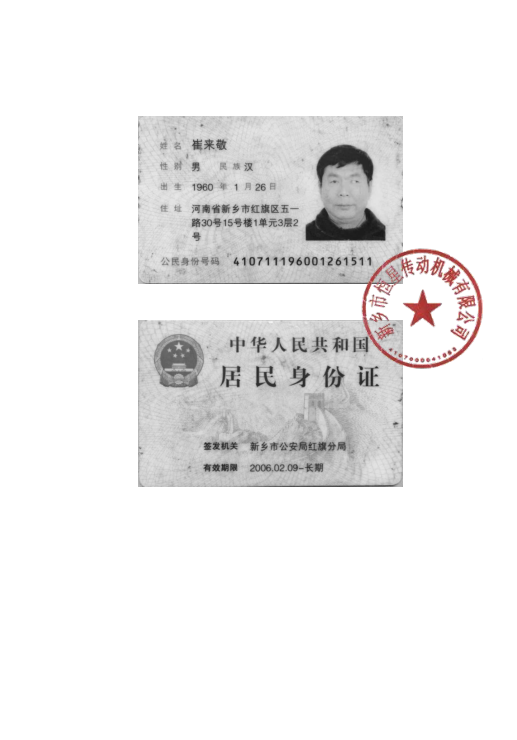 姓名 崔来敬
性别 男 民族 汉
出生 1960 年 1 月 26 日
住址 河南省新乡市红旗区五一
路30号15号楼1单元3层2
号
公民身份号码 410711196001261511
新乡市恒星传动机械有限公司
中华人民共和国
居民身份证
签发机关 新乡市公安局红旗分局
有效期限 2006.02.09-长期